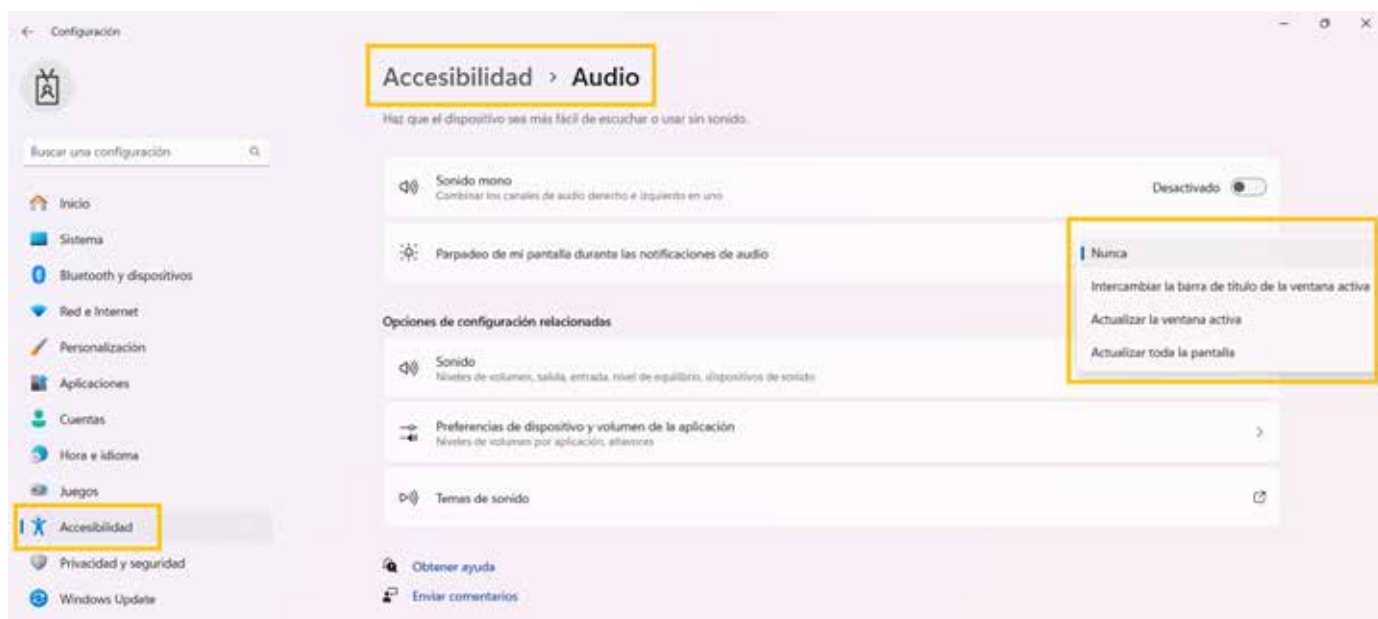 Configuración
Buscar una configuración
Inicio
Sistema
Bluetooth y dispositivos
Red e Internet
Personalización
Aplicaciones
Cuentas
Hora e idioma
Juegos
Accesibilidad
Privacidad y seguridad
Windows Update
Accesibilidad > Audio
Haz que el dispositivo sea más fácil de escuchar o usar sin sonido.
Sonido mono
Combinar los canales de audio derecho e izquierdo en uno
Desactivado
Parpadeo de mi pantalla durante las notificaciones de audio
Nunca
Intercambiar la barra de título de la ventana activa
Actualizar la ventana activa
Actualizar toda la pantalla
Opciones de configuración relacionadas
Sonido
Niveles de volumen, salida, entrada, nivel de equilibrio, dispositivos de sonido
Preferencias de dispositivo y volumen de la aplicación
Niveles de volumen por aplicación, altavoces
Temas de sonido
Obtener ayuda
Enviar comentarios